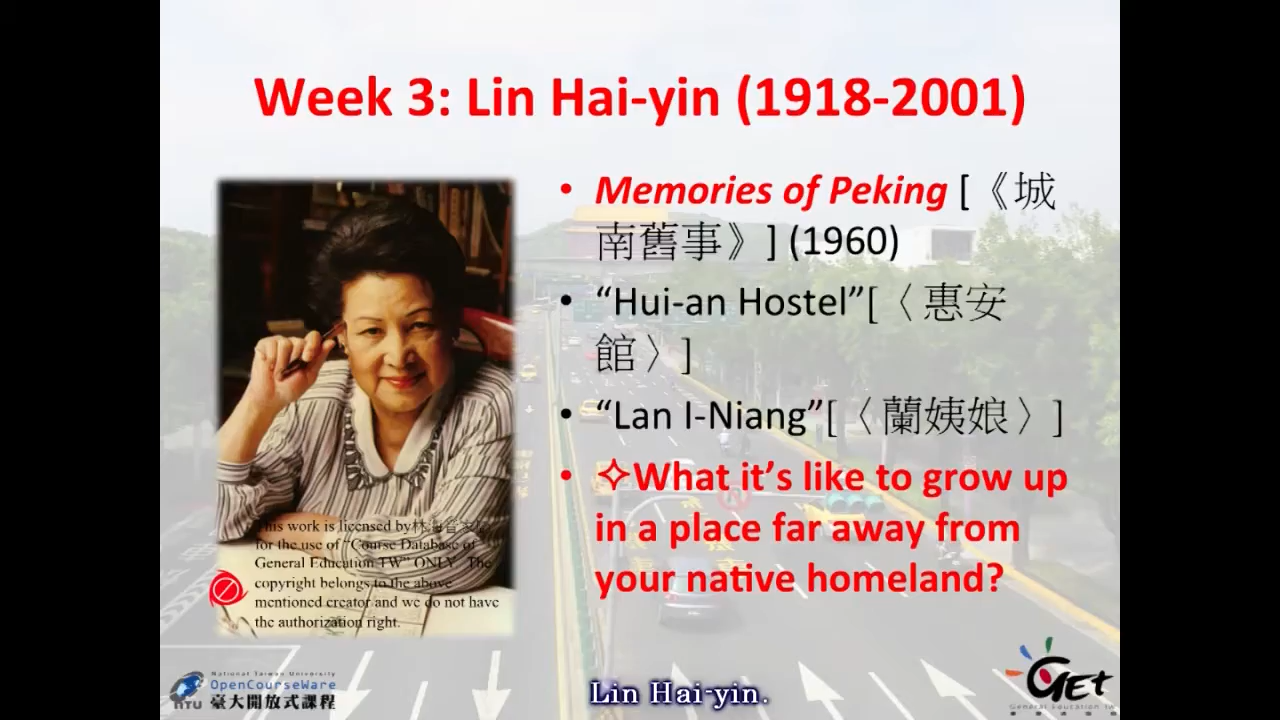 Week 3: Lin Hai-yin (1918-2001)
• Memories of Peking [《城
南舊事》] (1960)
• “Hui-an Hostel”[〈惠安
館〉]
• “Lan I-Niang”[〈蘭姨娘〉]
• ✧What it’s like to grow up
in a place far away from
your native homeland?
This work is licensed by林海音家屬
for the use of “Course Database of
General Education TW” ONLY. The
copyright belongs to the above
mentioned creator and we do not have
the authorization right.
National Taiwan University
OpenCourseWare
NTU 臺大開放式課程
Lin Hai-yin.
GET
General Education TW